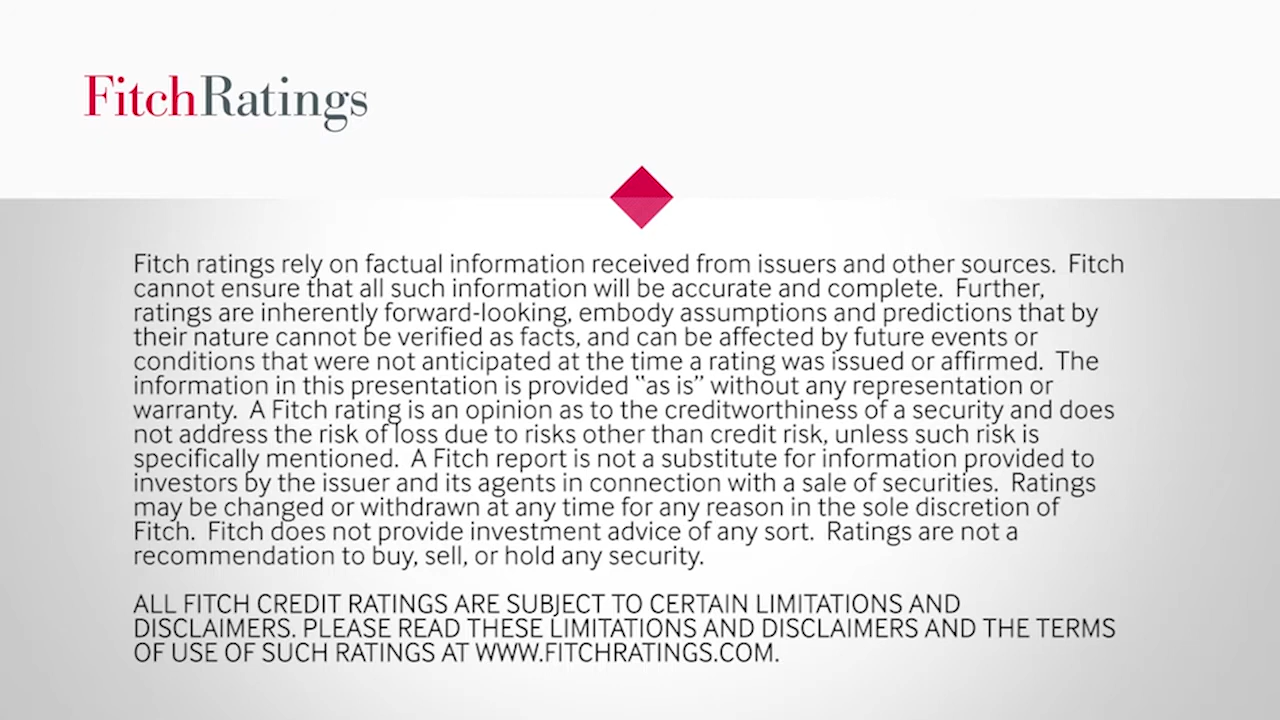 FitchRatings
Fitch ratings rely on factual information received from issuers and other sources.  Fitch
cannot ensure that all such information will be accurate and complete.  Further,
ratings are inherently forward-looking, embody assumptions and predictions that by
their nature cannot be verified as facts, and can be affected by future events or
conditions that were not anticipated at the time a rating was issued or affirmed.  The
information in this presentation is provided “as is” without any representation or
warranty.  A Fitch rating is an opinion as to the creditworthiness of a security and does
not address the risk of loss due to risks other than credit risk, unless such risk is
specifically mentioned.  A Fitch report is not a substitute for information provided to
investors by the issuer and its agents in connection with a sale of securities.  Ratings
may be changed or withdrawn at any time for any reason in the sole discretion of
Fitch.  Fitch does not provide investment advice of any sort.  Ratings are not a
recommendation to buy, sell, or hold any security.
ALL FITCH CREDIT RATINGS ARE SUBJECT TO CERTAIN LIMITATIONS AND
DISCLAIMERS. PLEASE READ THESE LIMITATIONS AND DISCLAIMERS AND THE TERMS
OF USE OF SUCH RATINGS AT WWW.FITCHRATINGS.COM.